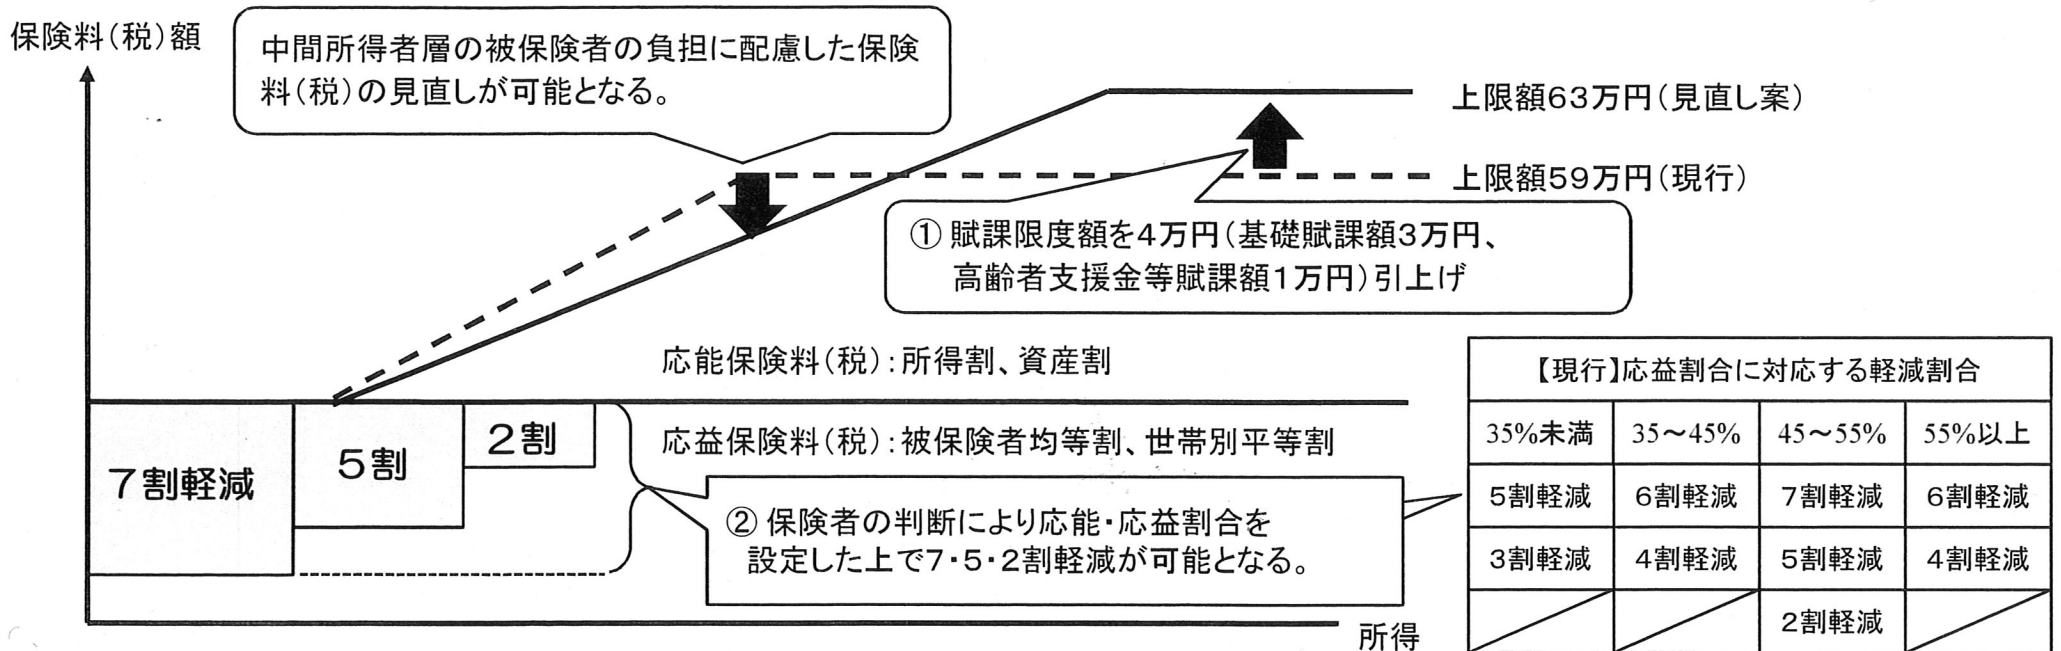 保険料(税)額
中間所得者層の被保険者の負担に配慮した保険
料(税)の見直しが可能となる。
上限額63万円(見直し案)
上限額59万円(現行)
① 賦課限度額を4万円(基礎賦課額3万円、
高齢者支援金等賦課額1万円)引上げ
応能保険料(税):所得割、資産割
応益保険料(税):被保険者均等割、世帯別平等割
7割軽減
5割
2割
② 保険者の判断により応能・応益割合を
設定した上で7・5・2割軽減が可能となる。
所得
【現行】応益割合に対応する軽減割合
35%未満 35~45% 45~55% 55%以上
5割軽減 6割軽減 7割軽減 6割軽減
3割軽減 4割軽減 5割軽減 4割軽減
2割軽減